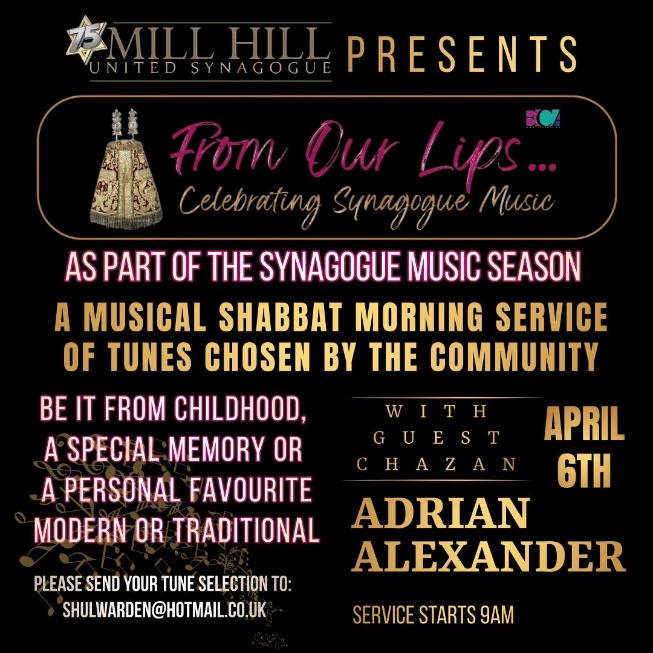 75
MILL HILL
UNITED SYNAGOGUE
PRESENTS
From Our Lips...
Celebrating Synagogue Music
AS PART OF THE SYNAGOGUE MUSIC SEASON
A MUSICAL SHABBAT MORNING SERVICE
OF TUNES CHOSEN BY THE COMMUNITY
BE IT FROM CHILDHOOD,
A SPECIAL MEMORY OR
A PERSONAL FAVOURITE
MODERN OR TRADITIONAL
PLEASE SEND YOUR TUNE SELECTION TO:
SHULWARDEN@HOTMAIL.CO.UK
WITH
GUEST
CHAZAN
APRIL
6TH
ADRIAN
ALEXANDER
SERVICE STARTS 9AM